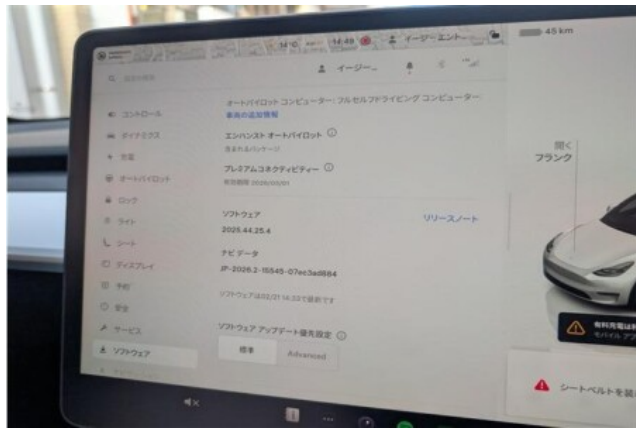 14:49
イージーエント...
45 km
イージー...
コントロール
ダイナミクス
充電
オートパイロット
ロック
ライト
シート
ディスプレイ
予約
安全
サービス
ソフトウェア
オートパイロット コンピューター: フルセルフドライビング コンピューター
車両の追加情報
エンハンスト オートパイロット
含まれるパッケージ
プレミアムコネクティビティー
ソフトウェア
リリースノート
2025.44.25.4
ナビ データ
JP-2026.2-15545-07ec3ad884
ソフトウェア アップデート優先設定
標準
Advanced
開く
フランク
シートベルトを装